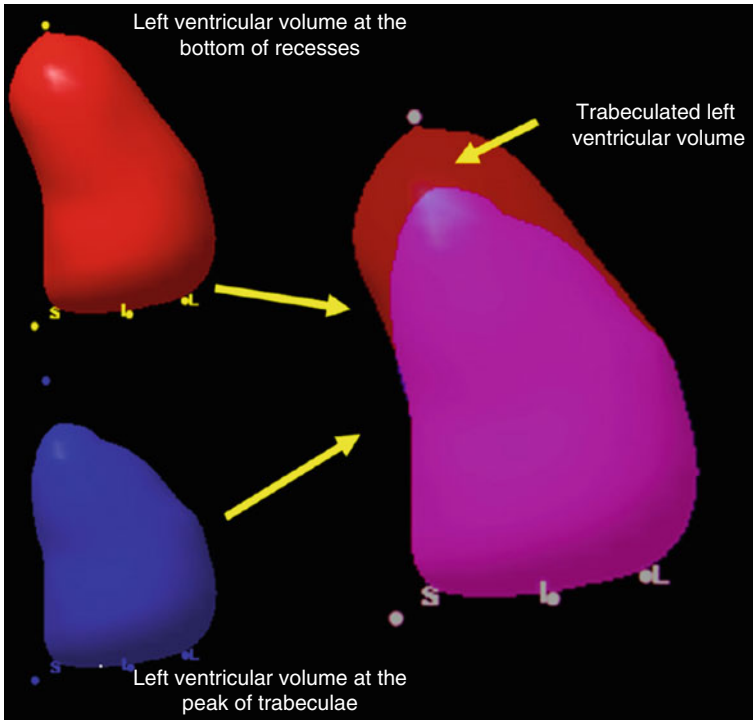 Left ventricular volume at the
bottom of recesses
Trabeculated left
ventricular volume
S I L
S I L
S I L
Left ventricular volume at the
peak of trabeculae